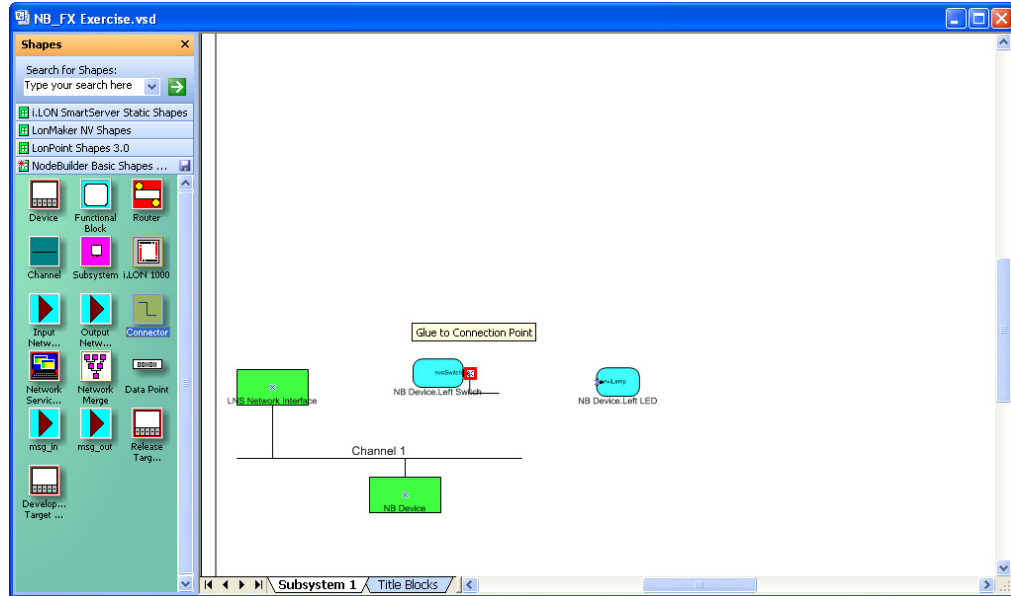 NB_FX Exercise.vsd
Shapes
Search for Shapes:
Type your search here
i.LON SmartServer Static Shapes
LonMaker NV Shapes
LonPoint Shapes 3.0
NodeBuilder Basic Shapes ...
Device
Functional
Block
Router
Channel
Subsystem
i.LON 1000
Input
Netw...
Output
Netw...
Connector
Network
Servic...
Network
Merge
Data Point
msg_in
msg_out
Release
Targ...
Develop...
Target ...
Glue to Connection Point
nvoSwitch
NB Device.Left Switch
nviLamp
NB Device.Left LED
LNS Network Interface
Channel 1
NB Device
Subsystem 1
Title Blocks